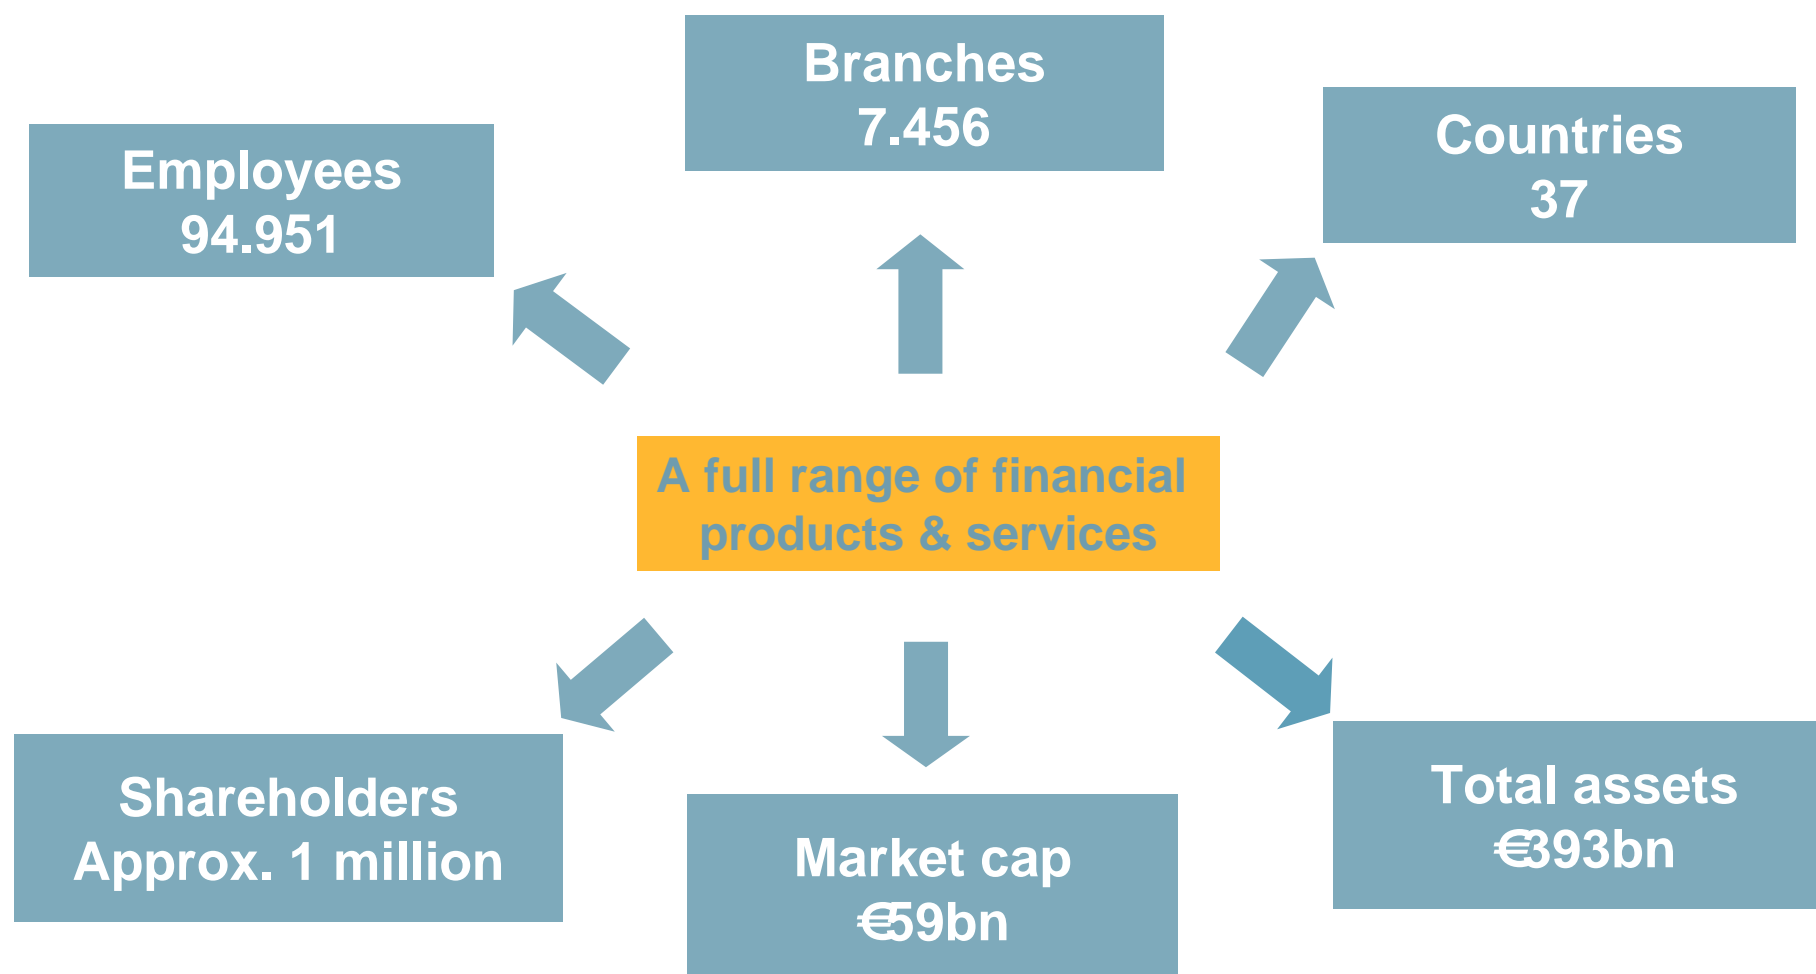 Branches
7.456
Employees
94.951
Countries
37
A full range of financial
products & services
Shareholders
Approx. 1 million
Market cap
€59bn
Total assets
€393bn